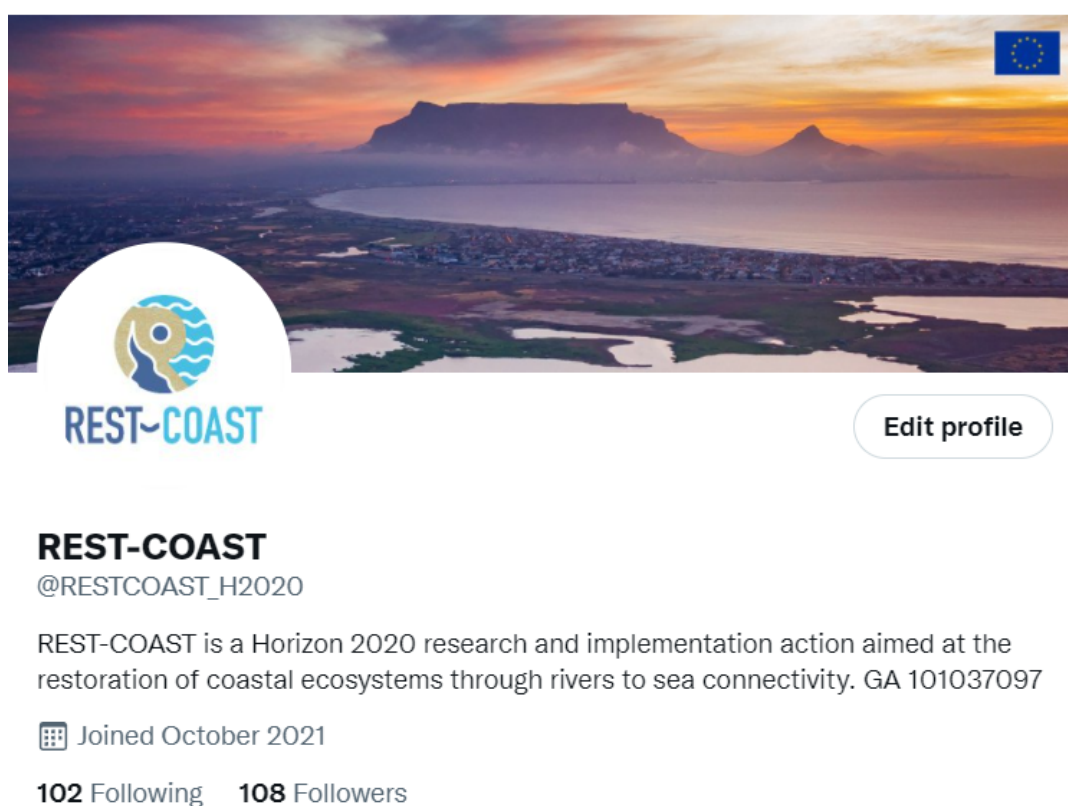 REST~COAST
Edit profile
REST-COAST
@RESTCOAST_H2020
REST-COAST is a Horizon 2020 research and implementation action aimed at the
restoration of coastal ecosystems through rivers to sea connectivity. GA 101037097
Joined October 2021
102 Following 108 Followers